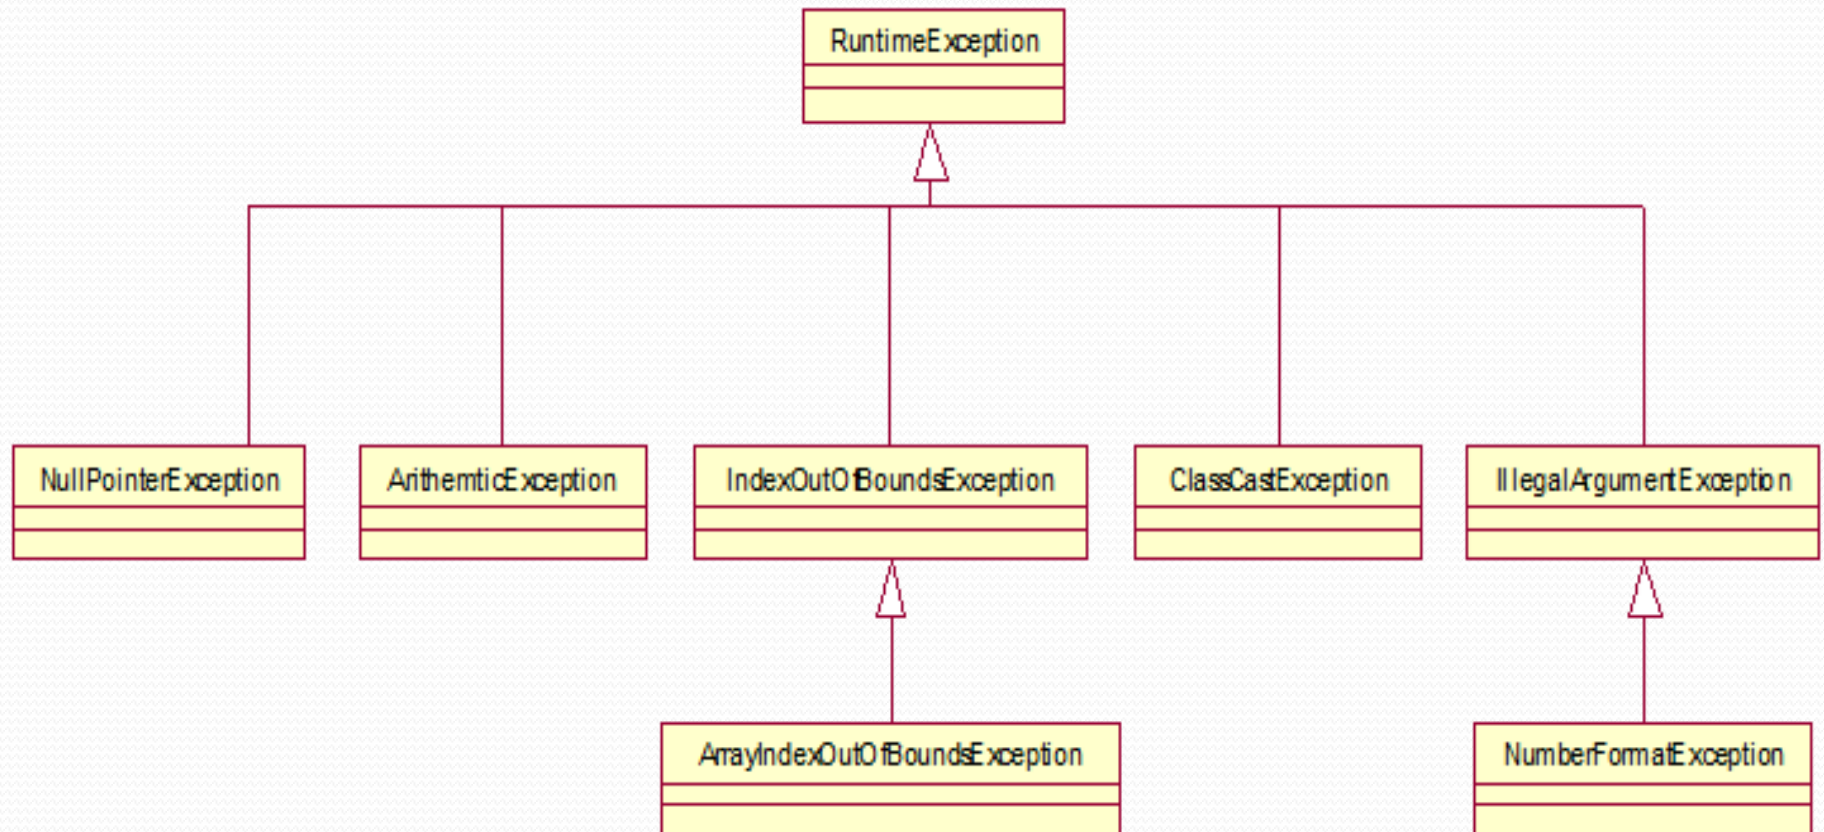 RuntimeException
NullPointerException
ArithemticException
IndexOutOfBoundsException
ClassCastException
IllegalArgumentException
ArrayIndexOutOfBoundsException
NumberFormatException